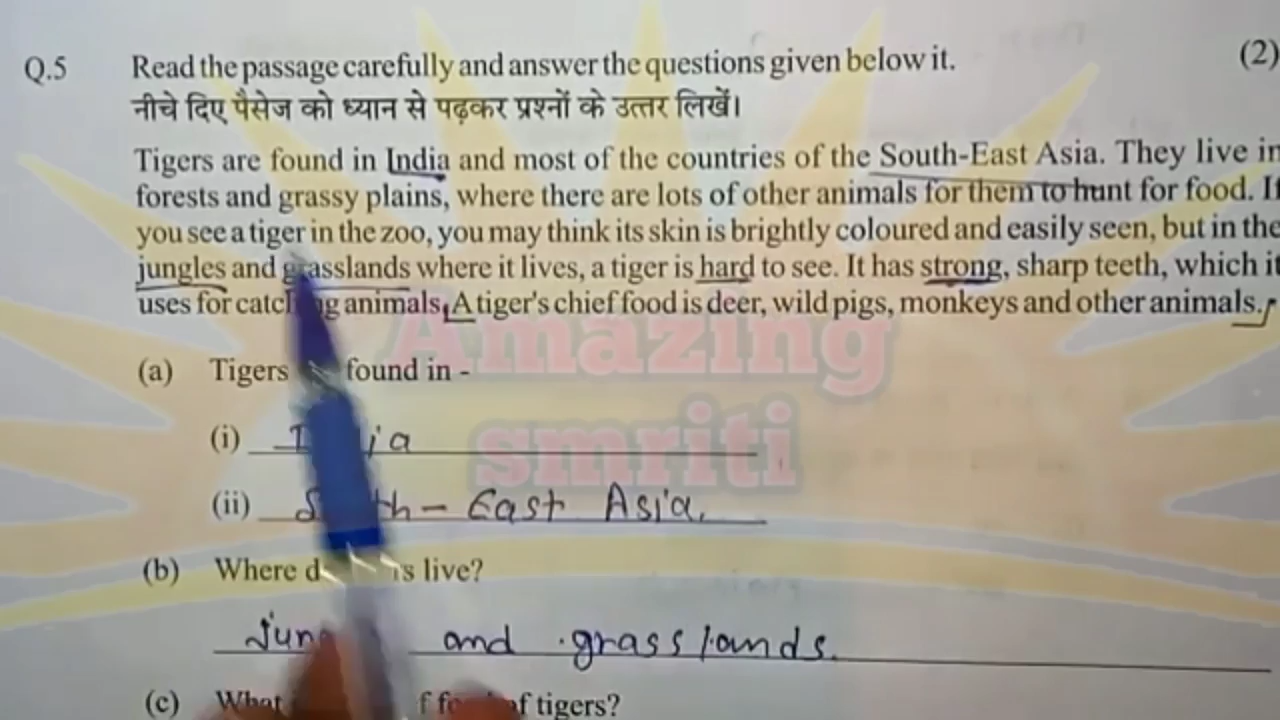 Q.5 Read the passage carefully and answer the questions given below it. (2)
नीचे दिए पैसेज को ध्यान से पढ़कर प्रश्नों के उत्तर लिखें।
Tigers are found in India and most of the countries of the South-East Asia. They live in
forests and grassy plains, where there are lots of other animals for them to hunt for food. If
you see a tiger in the zoo, you may think its skin is brightly coloured and easily seen, but in the
jungles and grasslands where it lives, a tiger is hard to see. It has strong, sharp teeth, which it
uses for animals. A tiger's chief food is deer, wild pigs, monkeys and other animals.
Amazing
(a) Tigers found in -
(i)
smriti
(ii) East Asia.
(b) Where live?
and grasslands.
(c) What of tigers?